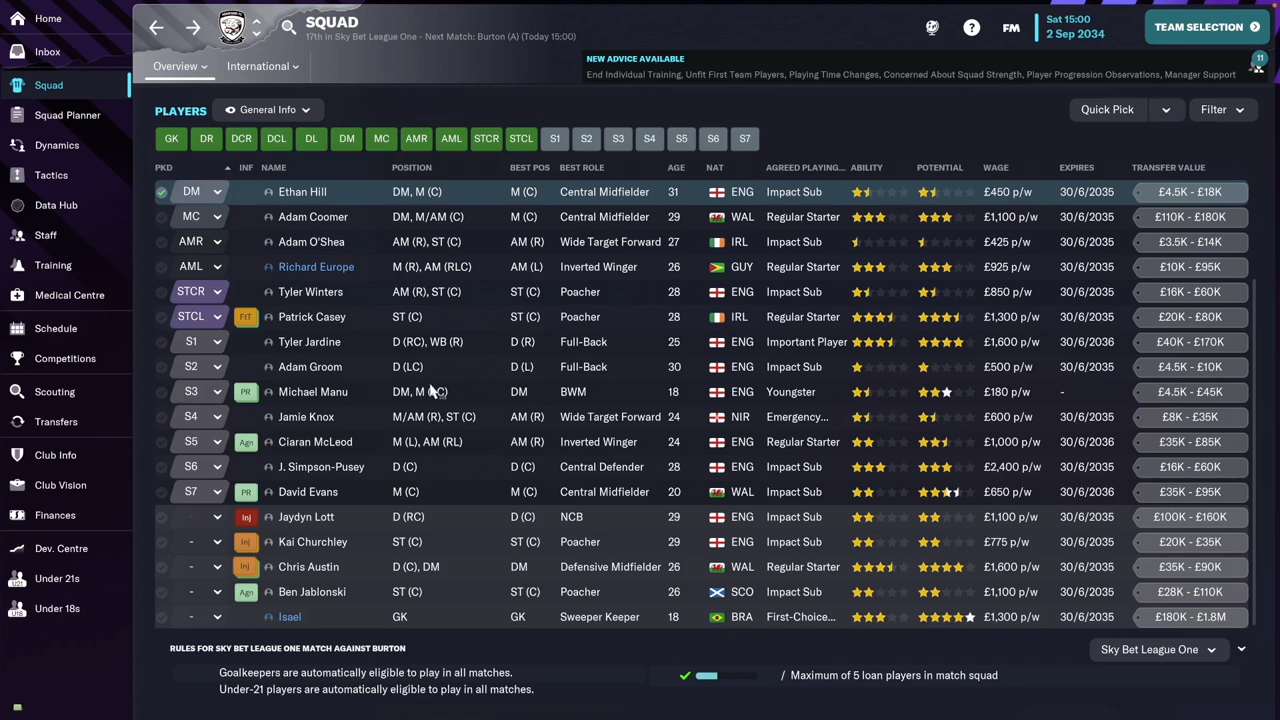 Home
SQUAD
17th in Sky Bet League One - Next Match: Burton (A) (Today 15:00)
FM
Sat 15:00
2 Sep 2034
TEAM SELECTION
Inbox
Squad
Squad Planner
Dynamics
Tactics
Data Hub
Staff
Training
Medical Centre
Schedule
Competitions
Scouting
Transfers
Club Info
Club Vision
Finances
Dev. Centre
U21
Under 21s
U18
Under 18s
Overview
International
NEW ADVICE AVAILABLE
End Individual Training, Unfit First Team Players, Playing Time Changes, Concerned About Squad Strength, Player Progression Observations, Manager Support
11
PLAYERS
General Info
Quick Pick
Filter
GK DR DCR DCL DL DM MC AMR AML STCR STCL S1 S2 S3 S4 S5 S6 S7
PKD INF NAME POSITION BEST POS BEST ROLE AGE NAT AGREED PLAYING... ABILITY POTENTIAL WAGE EXPIRES TRANSFER VALUE
DM Ethan Hill DM, M (C) M (C) Central Midfielder 31 ENG Impact Sub £450 p/w 30/6/2035 £4.5K - £18K
MC Adam Coomer DM, M/AM (C) M (C) Central Midfielder 29 WAL Regular Starter £1,100 p/w 30/6/2035 £110K - £180K
AMR Adam O'Shea AM (R), ST (C) AM (R) Wide Target Forward 27 IRL Impact Sub £425 p/w 30/6/2035 £3.5K - £14K
AML Richard Europe M (R), AM (RLC) AM (L) Inverted Winger 26 GUY Regular Starter £925 p/w 30/6/2035 £10K - £95K
STCR Tyler Winters AM (R), ST (C) ST (C) Poacher 28 ENG Impact Sub £850 p/w 30/6/2035 £16K - £60K
STCL FtT Patrick Casey ST (C) ST (C) Poacher 28 IRL Regular Starter £1,300 p/w 30/6/2035 £20K - £80K
S1 Tyler Jardine D (RC), WB (R) D (R) Full-Back 25 ENG Important Player £1,600 p/w 30/6/2035 £40K - £170K
S2 Adam Groom D (LC) D (L) Full-Back 30 ENG Impact Sub £500 p/w 30/6/2035 £4.5K - £10K
S3 PR Michael Manu DM, M C) DM BWM 18 ENG Youngster £180 p/w - £4.5K - £45K
S4 Jamie Knox M/AM (R), ST (C) AM (R) Wide Target Forward 24 NIR Emergency... £600 p/w 30/6/2035 £8K - £35K
S5 Agn Ciaran McLeod M (L), AM (RL) AM (R) Inverted Winger 24 ENG Regular Starter £1,000 p/w 30/6/2036 £35K - £85K
S6 J. Simpson-Pusey D (C) D (C) Central Defender 28 ENG Impact Sub £2,400 p/w 30/6/2035 £16K - £60K
S7 PR David Evans M (C) M (C) Central Midfielder 20 WAL Impact Sub £650 p/w 30/6/2036 £35K - £95K
- Inj Jaydyn Lott D (RC) D (C) NCB 29 ENG Impact Sub £1,100 p/w 30/6/2035 £100K - £160K
- Inj Kai Churchley ST (C) ST (C) Poacher 29 ENG Impact Sub £775 p/w 30/6/2035 £20K - £35K
- Inj Chris Austin D (C), DM DM Defensive Midfielder 26 WAL Regular Starter £1,600 p/w 30/6/2035 £35K - £90K
- Agn Ben Jablonski ST (C) ST (C) Poacher 26 SCO Impact Sub £1,100 p/w 30/6/2035 £28K - £110K
- Isael GK GK Sweeper Keeper 18 BRA First-Choice... £1,300 p/w 30/6/2035 £180K - £1.8M
RULES FOR SKY BET LEAGUE ONE MATCH AGAINST BURTON
Sky Bet League One
Goalkeepers are automatically eligible to play in all matches.
Under-21 players are automatically eligible to play in all matches.
/ Maximum of 5 loan players in match squad